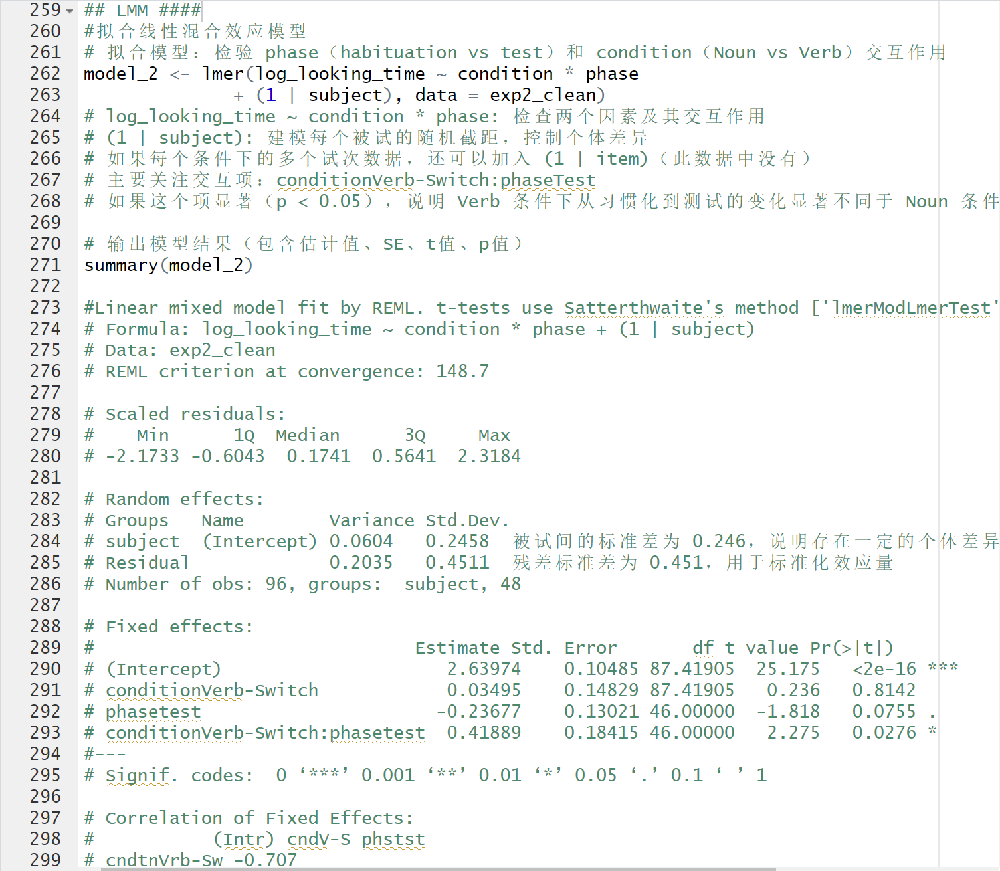 259 ## LMM ####
260 #拟合线性混合效应模型
261 # 拟合模型：检验 phase（habituation vs test）和 condition（Noun vs Verb）交互作用
262 model_2 <- lmer(log_looking_time ~ condition * phase
263 + (1 | subject), data = exp2_clean)
264 # log_looking_time ~ condition * phase: 检查两个因素及其交互作用
265 # (1 | subject): 建模每个被试的随机截距，控制个体差异
266 # 如果每个条件下的多个试次数据，还可以加入 (1 | item)（此数据中没有）
267 # 主要关注交互项：conditionVerb-Switch:phaseTest
268 # 如果这个项显著（p < 0.05），说明 Verb 条件下从习惯化到测试的变化显著不同于 Noun 条件
269
270 # 输出模型结果（包含估计值、SE、t值、p值）
271 summary(model_2)
272
273 #Linear mixed model fit by REML. t-tests use Satterthwaite's method ['lmerModLmerTest'
274 # Formula: log_looking_time ~ condition * phase + (1 | subject)
275 # Data: exp2_clean
276 # REML criterion at convergence: 148.7
277
278 # Scaled residuals:
279 # Min 1Q Median 3Q Max
280 # -2.1733 -0.6043 0.1741 0.5641 2.3184
281
282 # Random effects:
283 # Groups Name Variance Std.Dev.
284 # subject (Intercept) 0.0604 0.2458 被试间的标准差为 0.246，说明存在一定的个体差异
285 # Residual 0.2035 0.4511 残差标准差为 0.451，用于标准化效应量
286 # Number of obs: 96, groups: subject, 48
287
288 # Fixed effects:
289 # Estimate Std. Error df t value Pr(>|t|)
290 # (Intercept) 2.63974 0.10485 87.41905 25.175 <2e-16 ***
291 # conditionVerb-Switch 0.03495 0.14829 87.41905 0.236 0.8142
292 # phasetest -0.23677 0.13021 46.00000 -1.818 0.0755 .
293 # conditionVerb-Switch:phasetest 0.41889 0.18415 46.00000 2.275 0.0276 *
294 #---
295 # Signif. codes: 0 ‘***’ 0.001 ‘**’ 0.01 ‘*’ 0.05 ‘.’ 0.1 ‘ ’ 1
296
297 # Correlation of Fixed Effects:
298 # (Intr) cndV-S phstst
299 # cndtnVrb-Sw -0.707